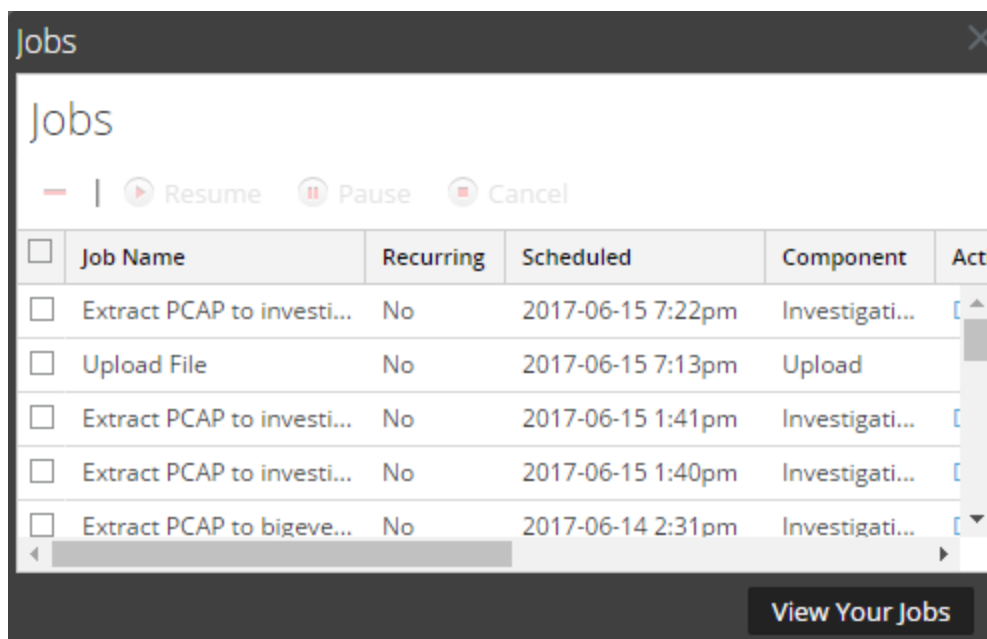 Jobs
Jobs
Resume Pause Cancel
Job Name Recurring Scheduled Component Acti
Extract PCAP to investi... No 2017-06-15 7:22pm Investigati... D
Upload File No 2017-06-15 7:13pm Upload
Extract PCAP to investi... No 2017-06-15 1:41pm Investigati... D
Extract PCAP to investi... No 2017-06-15 1:40pm Investigati... D
Extract PCAP to bigeve... No 2017-06-14 2:31pm Investigati... D
View Your Jobs